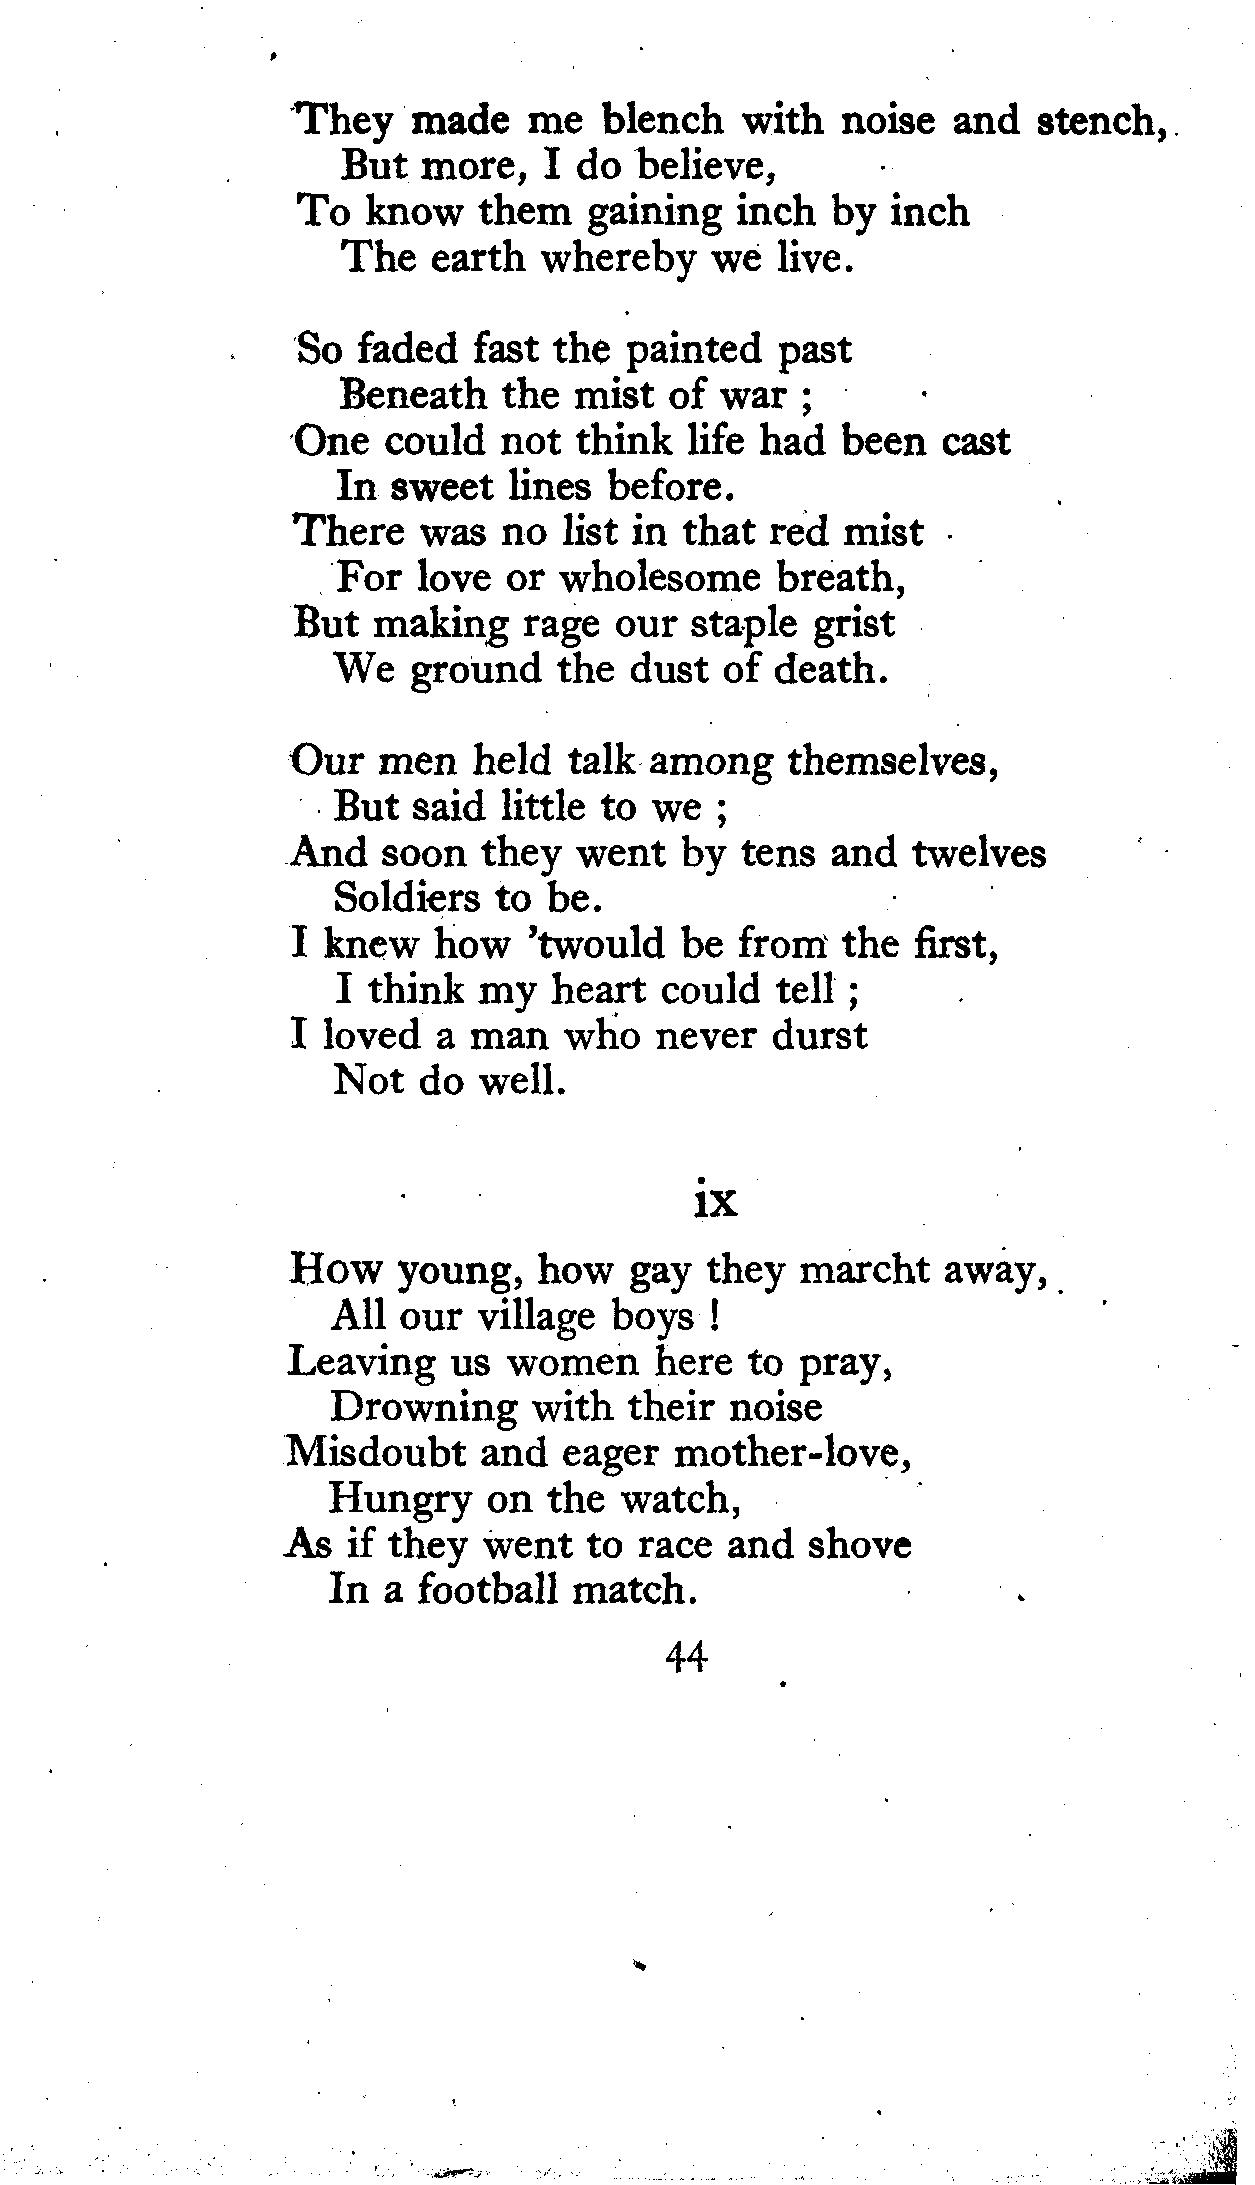 They made me blench with noise and stench,
But more, I do believe,
To know them gaining inch by inch
The earth whereby we live.

So faded fast the painted past
Beneath the mist of war ;
One could not think life had been cast
In sweet lines before.
There was no list in that red mist
For love or wholesome breath,
But making rage our staple grist
We ground the dust of death.

Our men held talk among themselves,
But said little to we ;
And soon they went by tens and twelves
Soldiers to be.
I knew how 'twould be from the first,
I think my heart could tell ;
I loved a man who never durst
Not do well.

ix

How young, how gay they marcht away,
All our village boys !
Leaving us women here to pray,
Drowning with their noise
Misdoubt and eager mother-love,
Hungry on the watch,
As if they went to race and shove
In a football match.

44